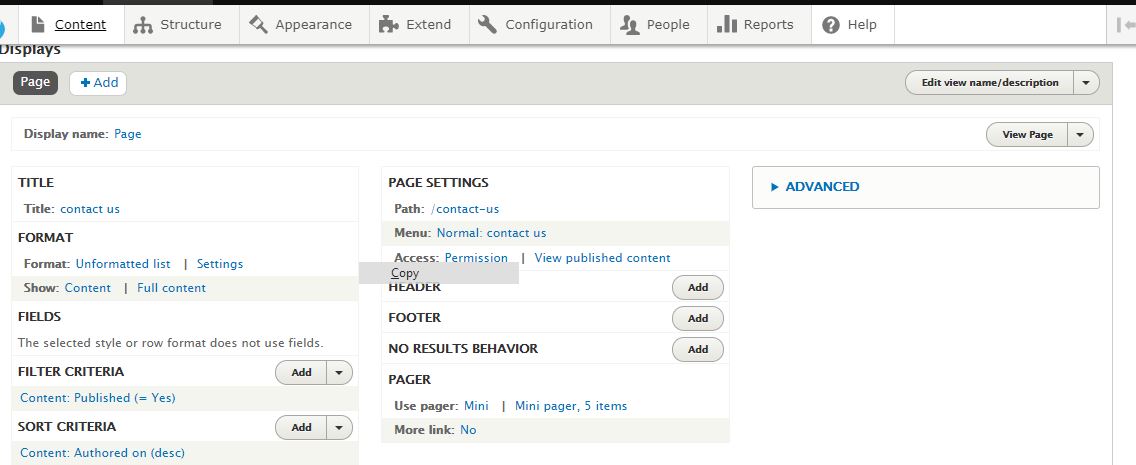 Content Structure Appearance Extend Configuration People Reports Help
Displays
Page Add Edit view name/description
Display name: Page View Page
TITLE
Title: contact us
FORMAT
Format: Unformatted list | Settings
Show: Content | Full content
FIELDS
The selected style or row format does not use fields.
FILTER CRITERIA Add
Content: Published (= Yes)
SORT CRITERIA Add
Content: Authored on (desc)
PAGE SETTINGS
Path: /contact-us
Menu: Normal: contact us
Access: Permission | View published content
Copy
HEADER Add
FOOTER Add
NO RESULTS BEHAVIOR Add
PAGER
Use pager: Mini | Mini pager, 5 items
More link: No
ADVANCED